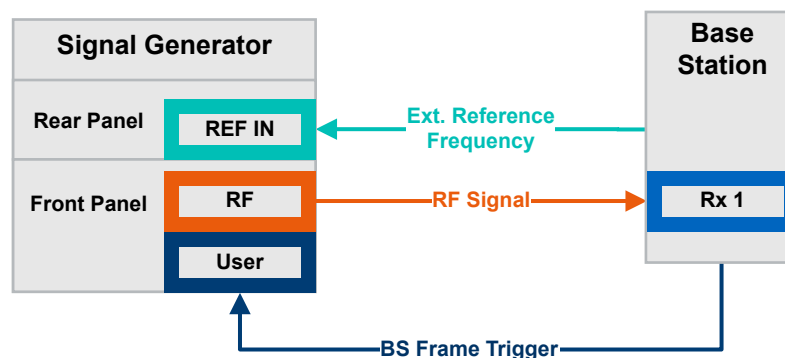 Signal Generator
Base
Station
Rear Panel
REF IN
Ext. Reference
Frequency
Front Panel
RF
RF Signal
Rx 1
User
BS Frame Trigger